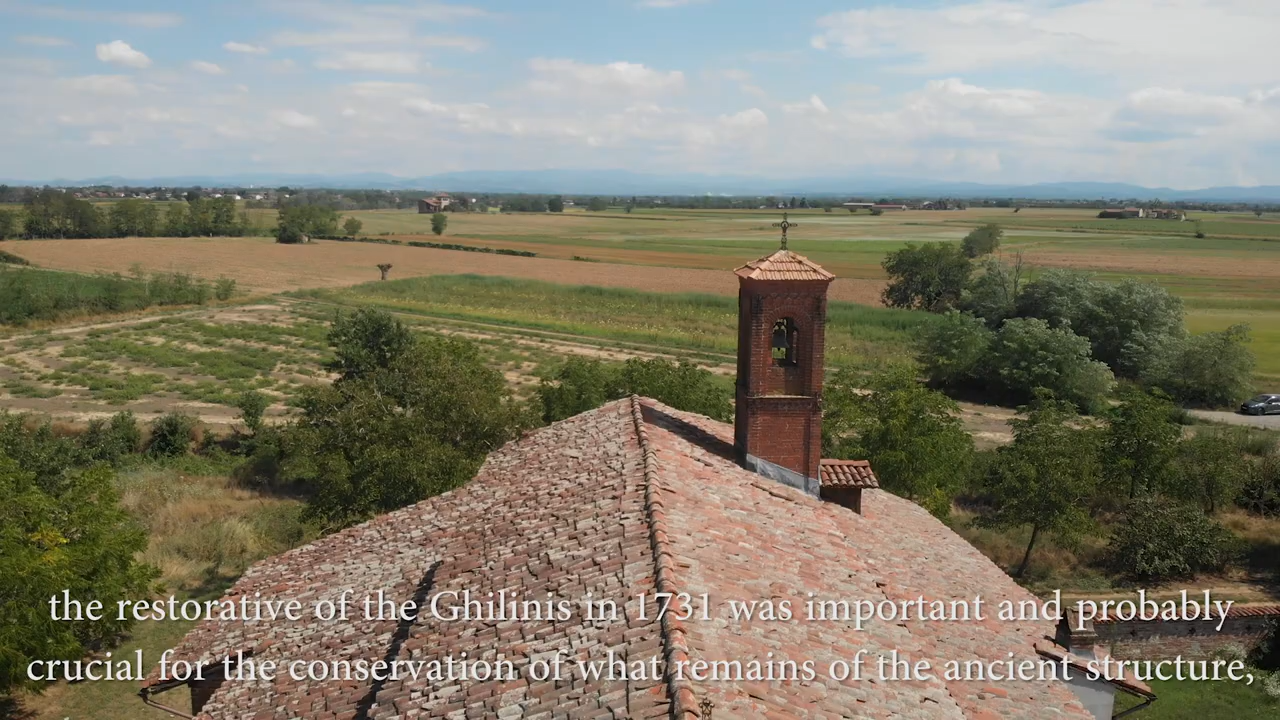 the restorative of the Ghilinis in 1731 was important and probably
crucial for the conservation of what remains of the ancient structure,